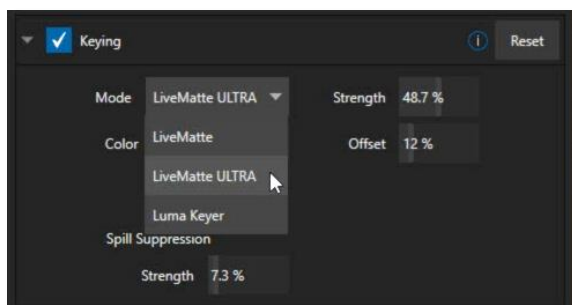 Keying
Reset
Mode LiveMatte ULTRA Strength 48.7 %
Color LiveMatte Offset 12 %
LiveMatte ULTRA
Luma Keyer
Spill Suppression
Strength 7.3 %